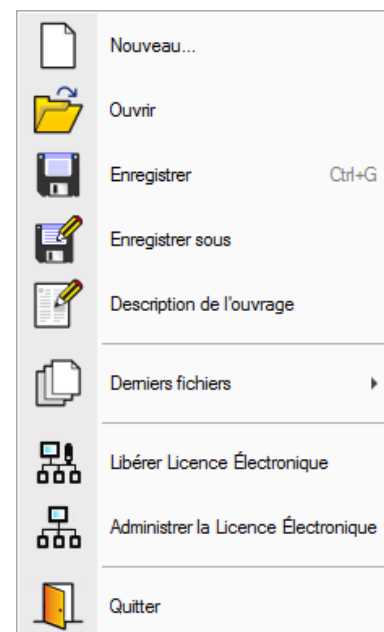 Nouveau...
Ouvrir
Enregistrer Ctrl+G
Enregistrer sous
Description de l'ouvrage
Derniers fichiers
Libérer Licence Électronique
Administrer la Licence Électronique
Quitter